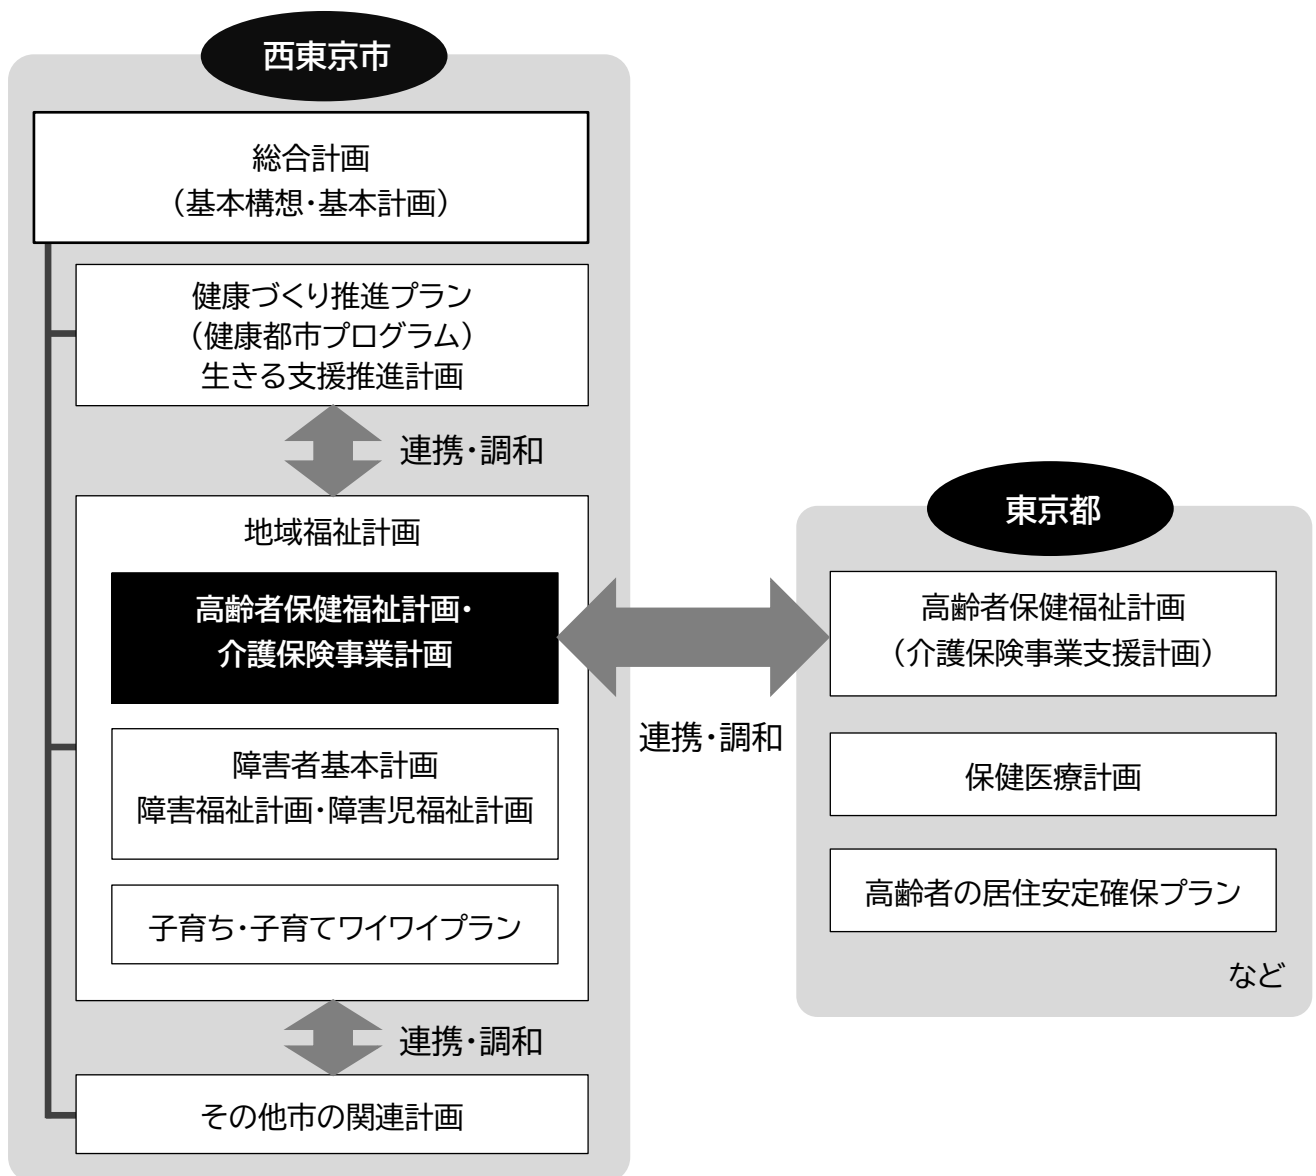 西東京市
総合計画
（基本構想・基本計画）
健康づくり推進プラン
（健康都市プログラム）
生きる支援推進計画
連携・調和
地域福祉計画
高齢者保健福祉計画・
介護保険事業計画
障害者基本計画
障害福祉計画・障害児福祉計画
子育ち・子育てワイワイプラン
連携・調和
その他市の関連計画
連携・調和
東京都
高齢者保健福祉計画
（介護保険事業支援計画）
保健医療計画
高齢者の居住安定確保プラン
など